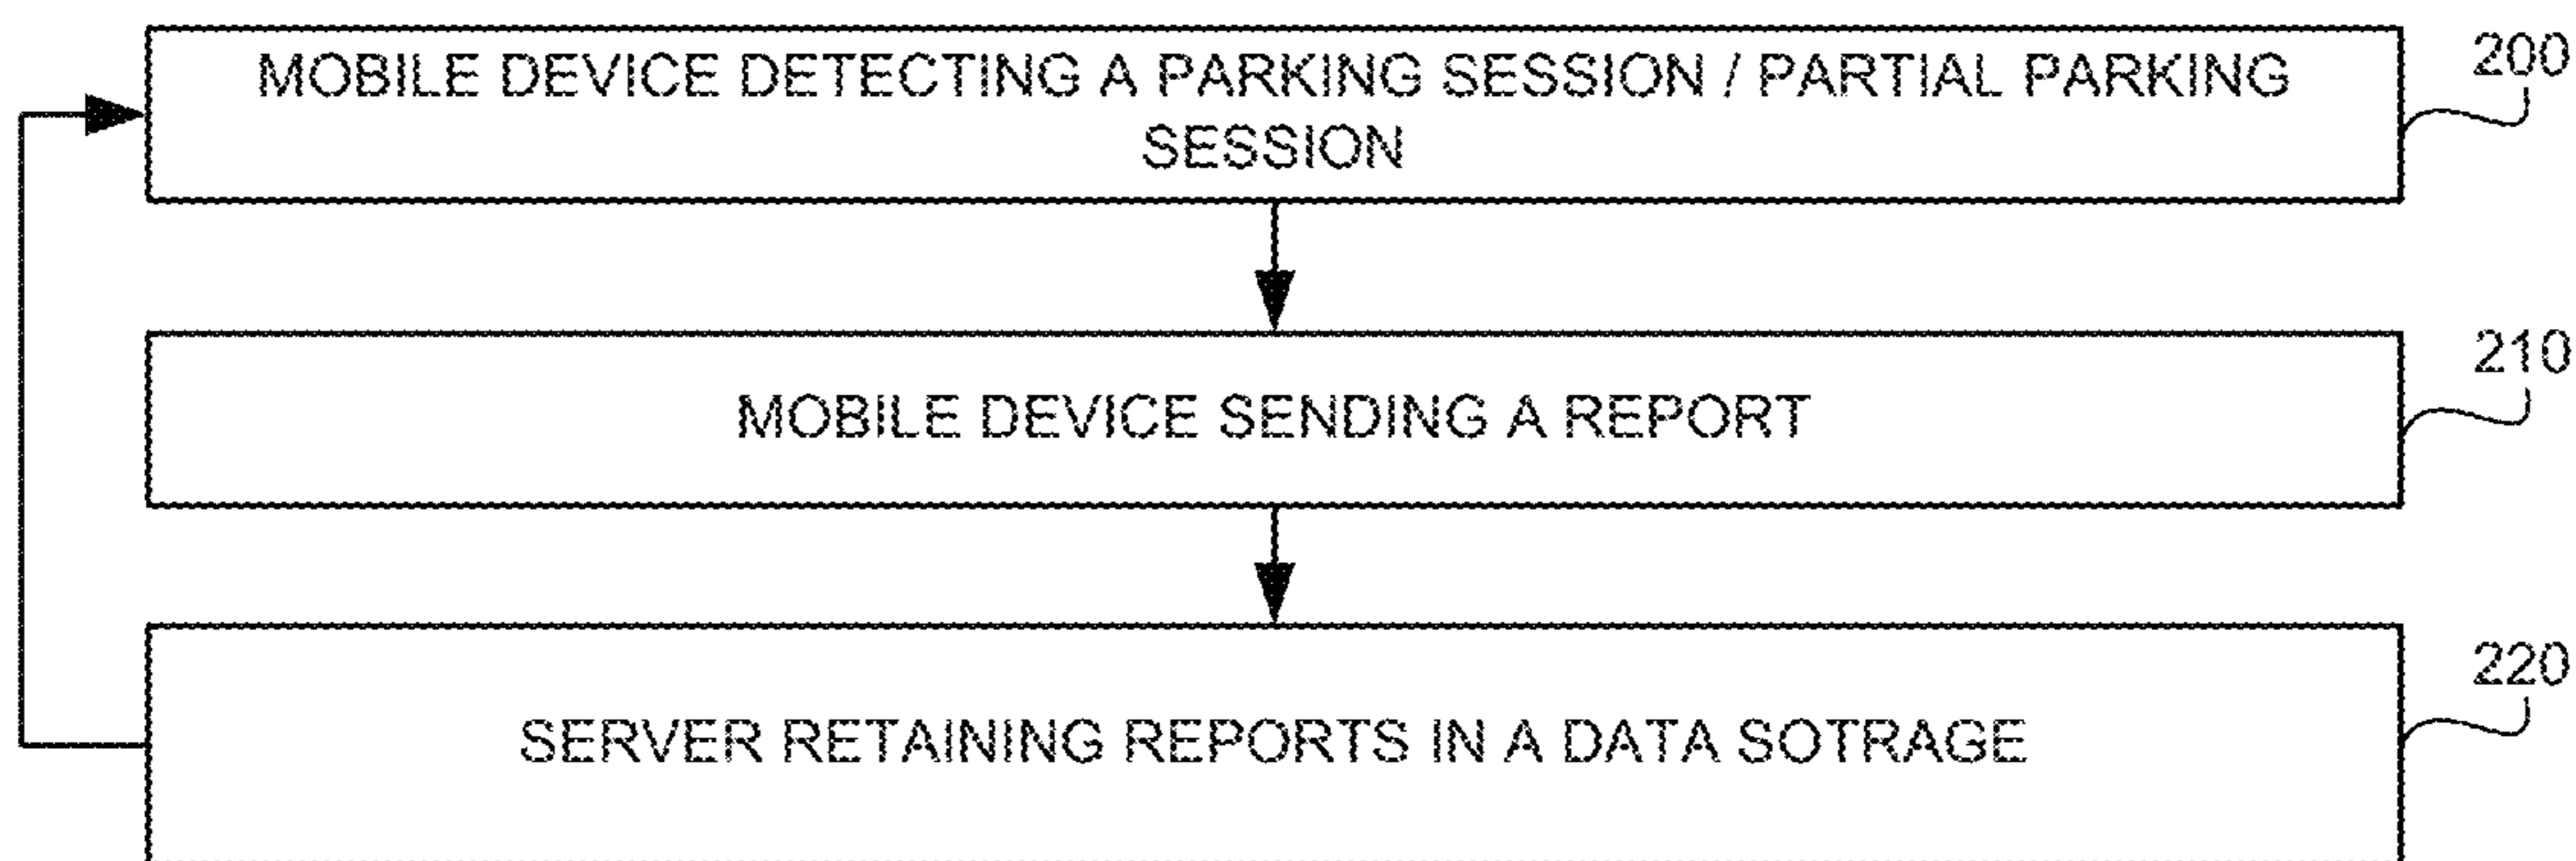 MOBILE DEVICE DETECTING A PARKING SESSION / PARTIAL PARKING
SESSION
200
MOBILE DEVICE SENDING A REPORT
210
SERVER RETAINING REPORTS IN A DATA SOTRAGE
220